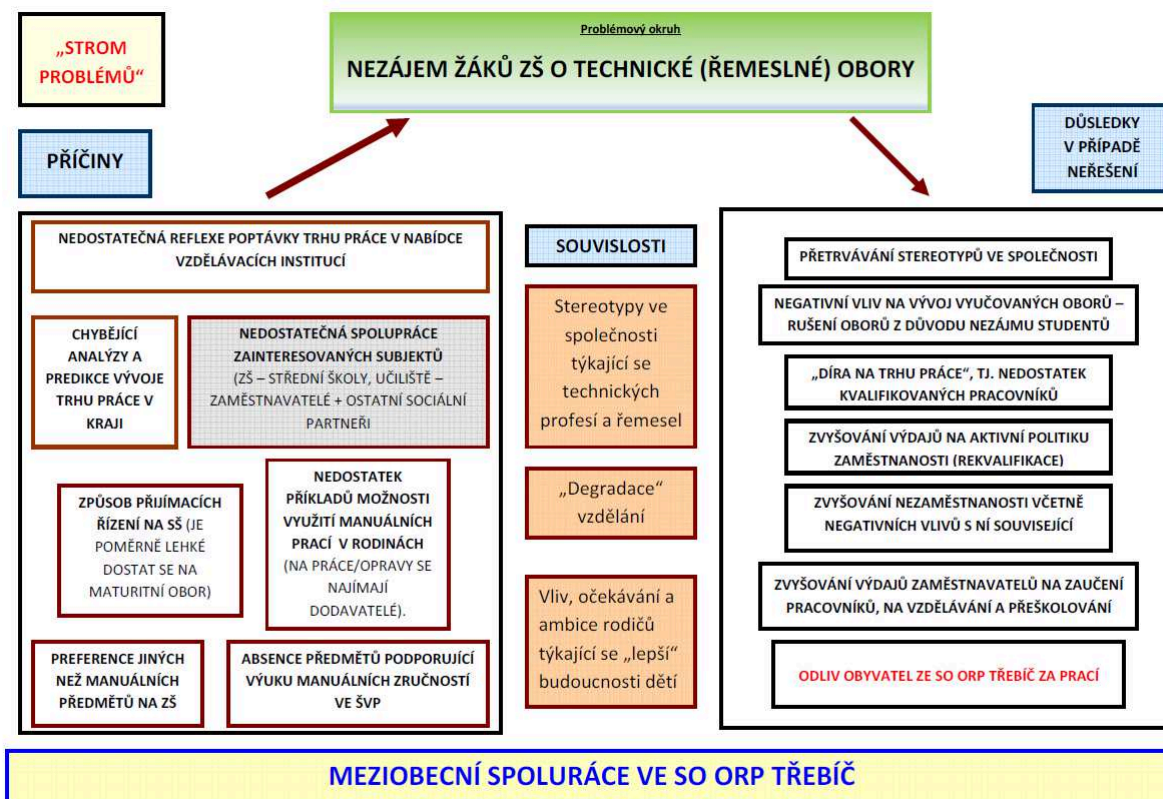 „STROM
PROBLÉMŮ“
Problémový okruh
NEZÁJEM ŽÁKŮ ZŠ O TECHNICKÉ (ŘEMESLNÉ) OBORY
PŘÍČINY
DŮSLEDKY
V PŘÍPADĚ
NEŘEŠENÍ
NEDOSTATEČNÁ REFLEXE POPTÁVKY TRHU PRÁCE V NABÍDCE
VZDĚLÁVACÍCH INSTITUCÍ
CHYBĚJÍCÍ
ANALÝZY A
PREDIKCE VÝVOJE
TRHU PRÁCE V
KRAJI
NEDOSTATEČNÁ SPOLUPRÁCE
ZAINTERESOVANÝCH SUBJEKTŮ
(ZŠ – STŘEDNÍ ŠKOLY, UČILIŠTĚ –
ZAMĚSTNAVATELÉ + OSTATNÍ SOCIÁLNÍ
PARTNEŘI
ZPŮSOB PŘIJÍMACÍCH
ŘÍZENÍ NA SŠ (JE
POMĚRNĚ LEHKÉ
DOSTAT SE NA
MATURITNÍ OBOR)
NEDOSTATEK
PŘÍKLADŮ MOŽNOSTI
VYUŽITÍ MANUÁLNÍCH
PRACÍ V RODINÁCH
(NA PRÁCE/OPRAVY SE
NAJÍMAJÍ
DODAVATELÉ).
PREFERENCE JINÝCH
NEŽ MANUÁLNÍCH
PŘEDMĚTŮ NA ZŠ
ABSENCE PŘEDMĚTŮ PODPORUJÍCÍ
VÝUKU MANUÁLNÍCH ZRUČNOSTÍ
VE ŠVP
SOUVISLOSTI
Stereotypy ve
společnosti
týkající se
technických
profesí a řemesel
„Degradace“
vzdělání
Vliv, očekávání a
ambice rodičů
týkající se „lepší“
budoucnosti dětí
PŘETRVÁVÁNÍ STEREOTYPŮ VE SPOLEČNOSTI
NEGATIVNÍ VLIV NA VÝVOJ VYUČOVANÝCH OBORŮ –
RUŠENÍ OBORŮ Z DŮVODU NEZÁJMU STUDENTŮ
„DÍRA NA TRHU PRÁCE“, TJ. NEDOSTATEK
KVALIFIKOVANÝCH PRACOVNÍKŮ
ZVYŠOVÁNÍ VÝDAJŮ NA AKTIVNÍ POLITIKU
ZAMĚSTNANOSTI (REKVALIFIKACE)
ZVYŠOVÁNÍ NEZAMĚSTNANOSTI VČETNĚ
NEGATIVNÍCH VLIVŮ S NÍ SOUVISEJÍCÍ
ZVYŠOVÁNÍ VÝDAJŮ ZAMĚSTNAVATELŮ NA ZAUČENÍ
PRACOVNÍKŮ, NA VZDĚLÁVÁNÍ A PŘEŠKOLOVÁNÍ
ODLIV OBYVATEL ZE SO ORP TŘEBÍČ ZA PRACÍ
MEZIOBECNÍ SPOLURÁCE VE SO ORP TŘEBÍČ